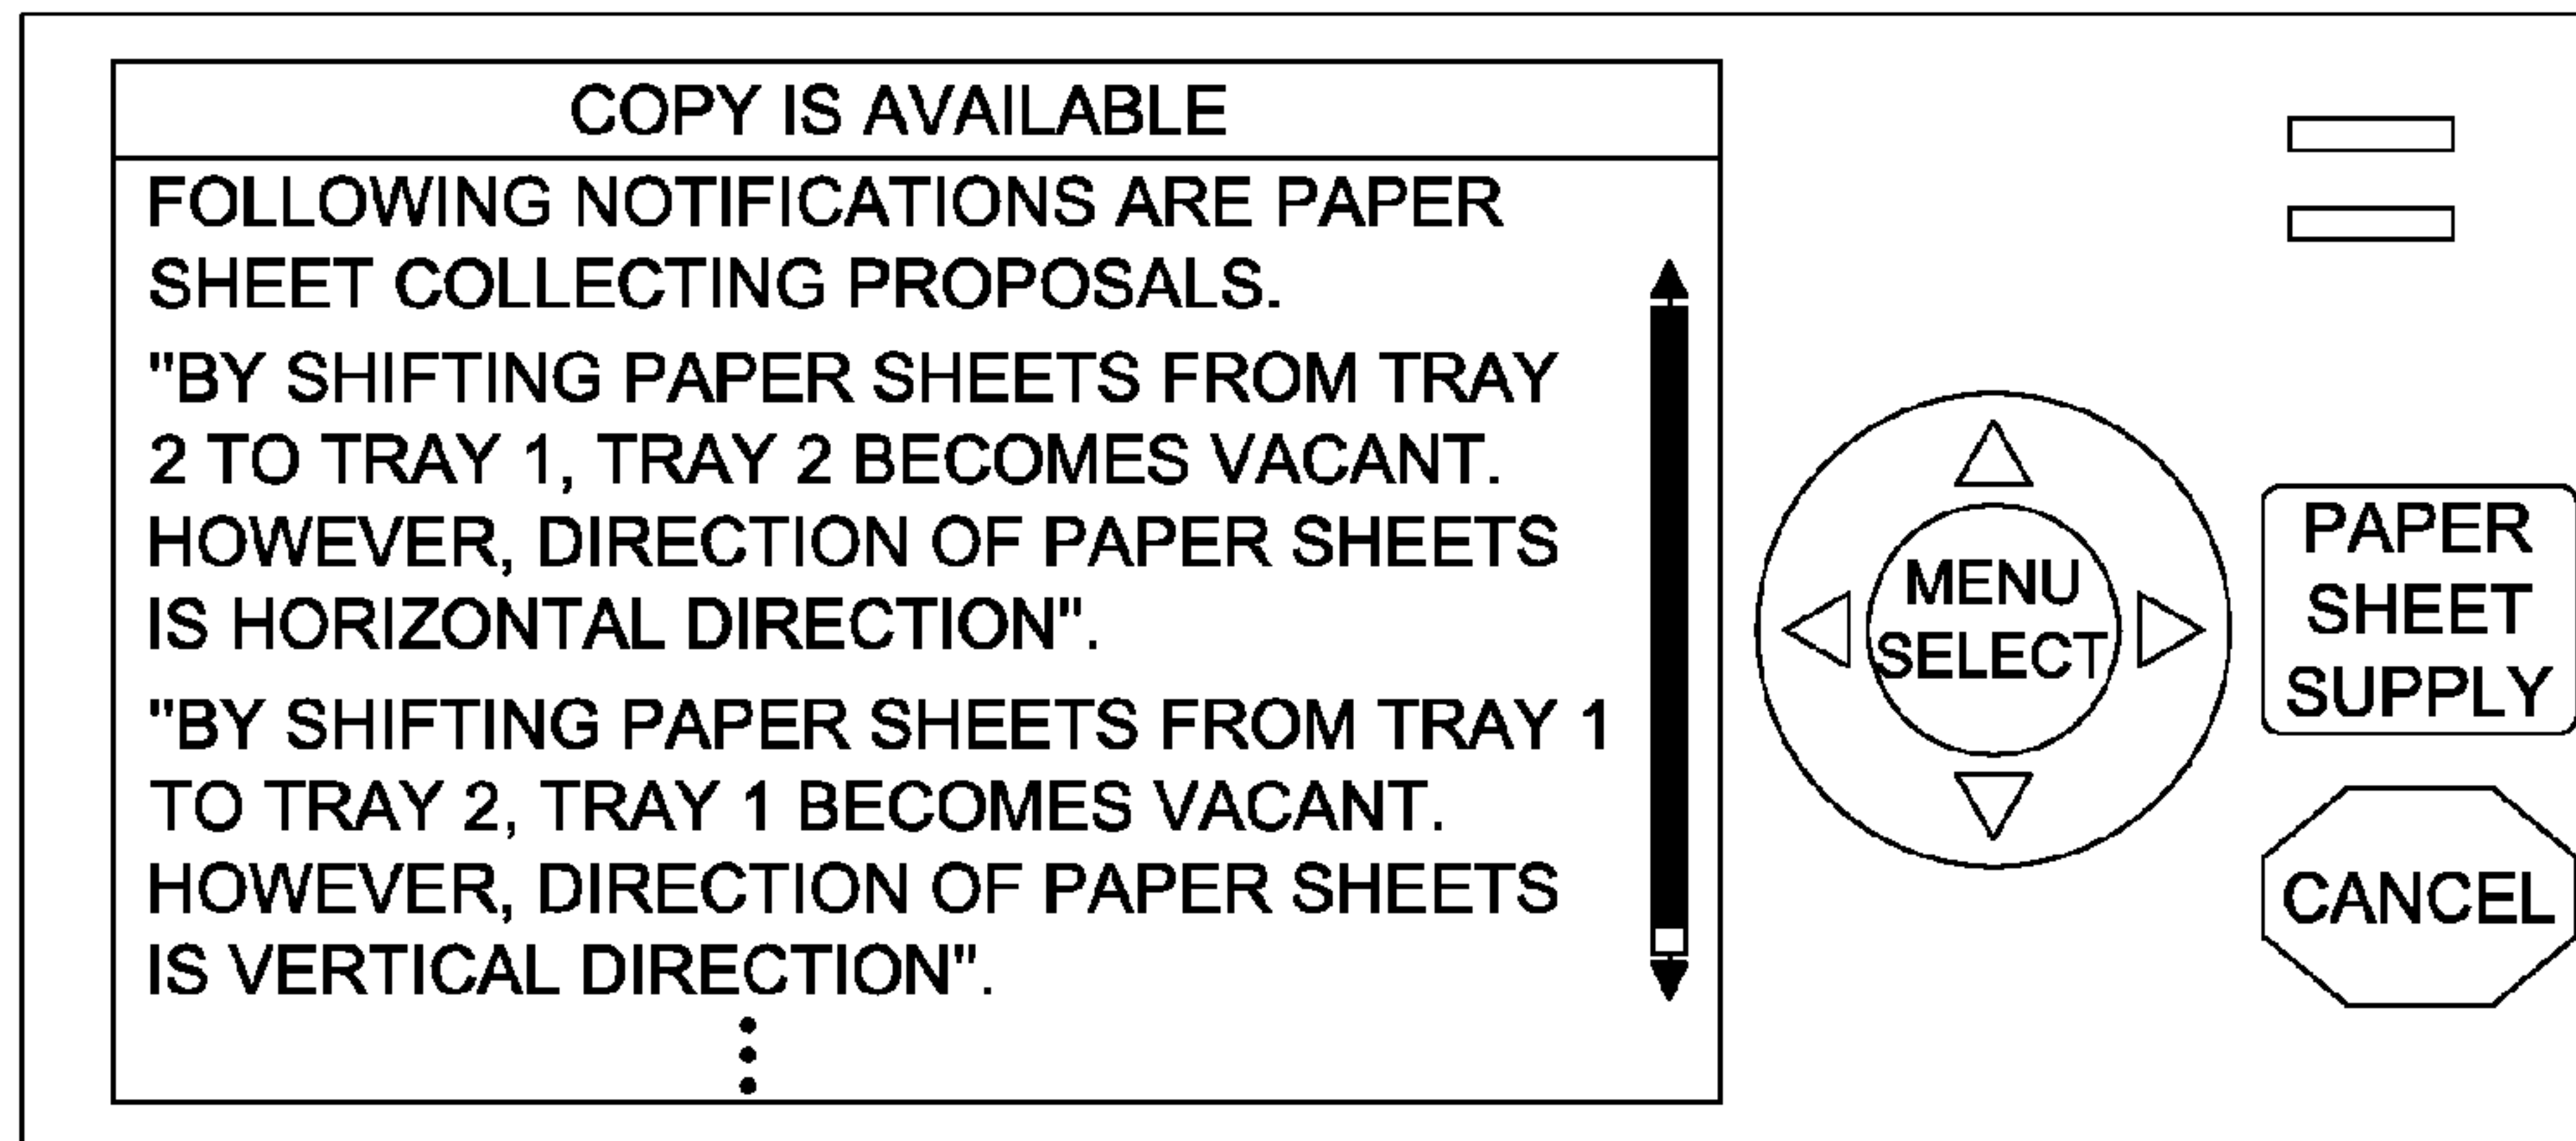 COPY IS AVAILABLE
FOLLOWING NOTIFICATIONS ARE PAPER
SHEET COLLECTING PROPOSALS.
"BY SHIFTING PAPER SHEETS FROM TRAY
2 TO TRAY 1, TRAY 2 BECOMES VACANT.
HOWEVER, DIRECTION OF PAPER SHEETS
IS HORIZONTAL DIRECTION".
"BY SHIFTING PAPER SHEETS FROM TRAY 1
TO TRAY 2, TRAY 1 BECOMES VACANT.
HOWEVER, DIRECTION OF PAPER SHEETS
IS VERTICAL DIRECTION".
MENU
SELECT
PAPER
SHEET
SUPPLY
CANCEL